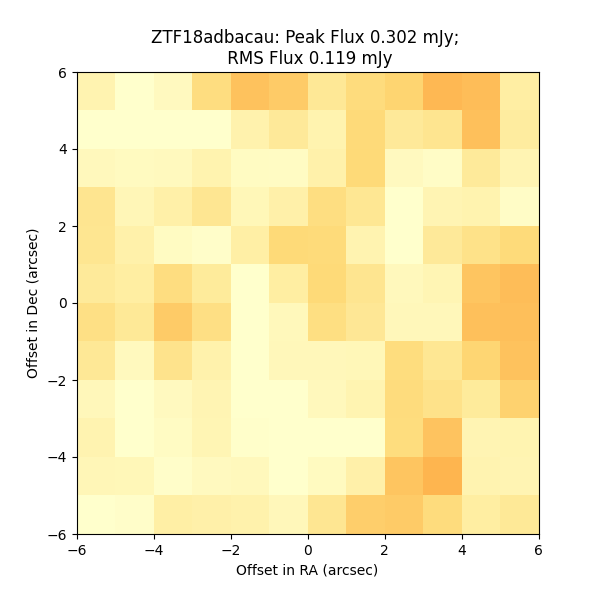 ZTF18adbacau: Peak Flux 0.302 mJy;
RMS Flux 0.119 mJy
6
4
2
0
−2
−4
−6
Offset in Dec (arcsec)
−6 −4 −2 0 2 4 6
Offset in RA (arcsec)